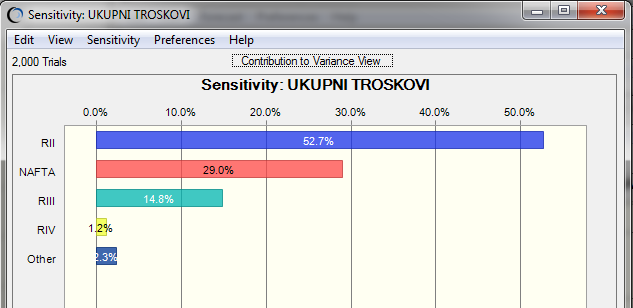 Sensitivity: UKUPNI TROSKOVI
Edit View Sensitivity Preferences Help
2,000 Trials
Contribution to Variance View
Sensitivity: UKUPNI TROSKOVI
0.0% 10.0% 20.0% 30.0% 40.0% 50.0%
RII 52.7%
NAFTA 29.0%
RIII 14.8%
RIV 1.2%
Other 2.3%